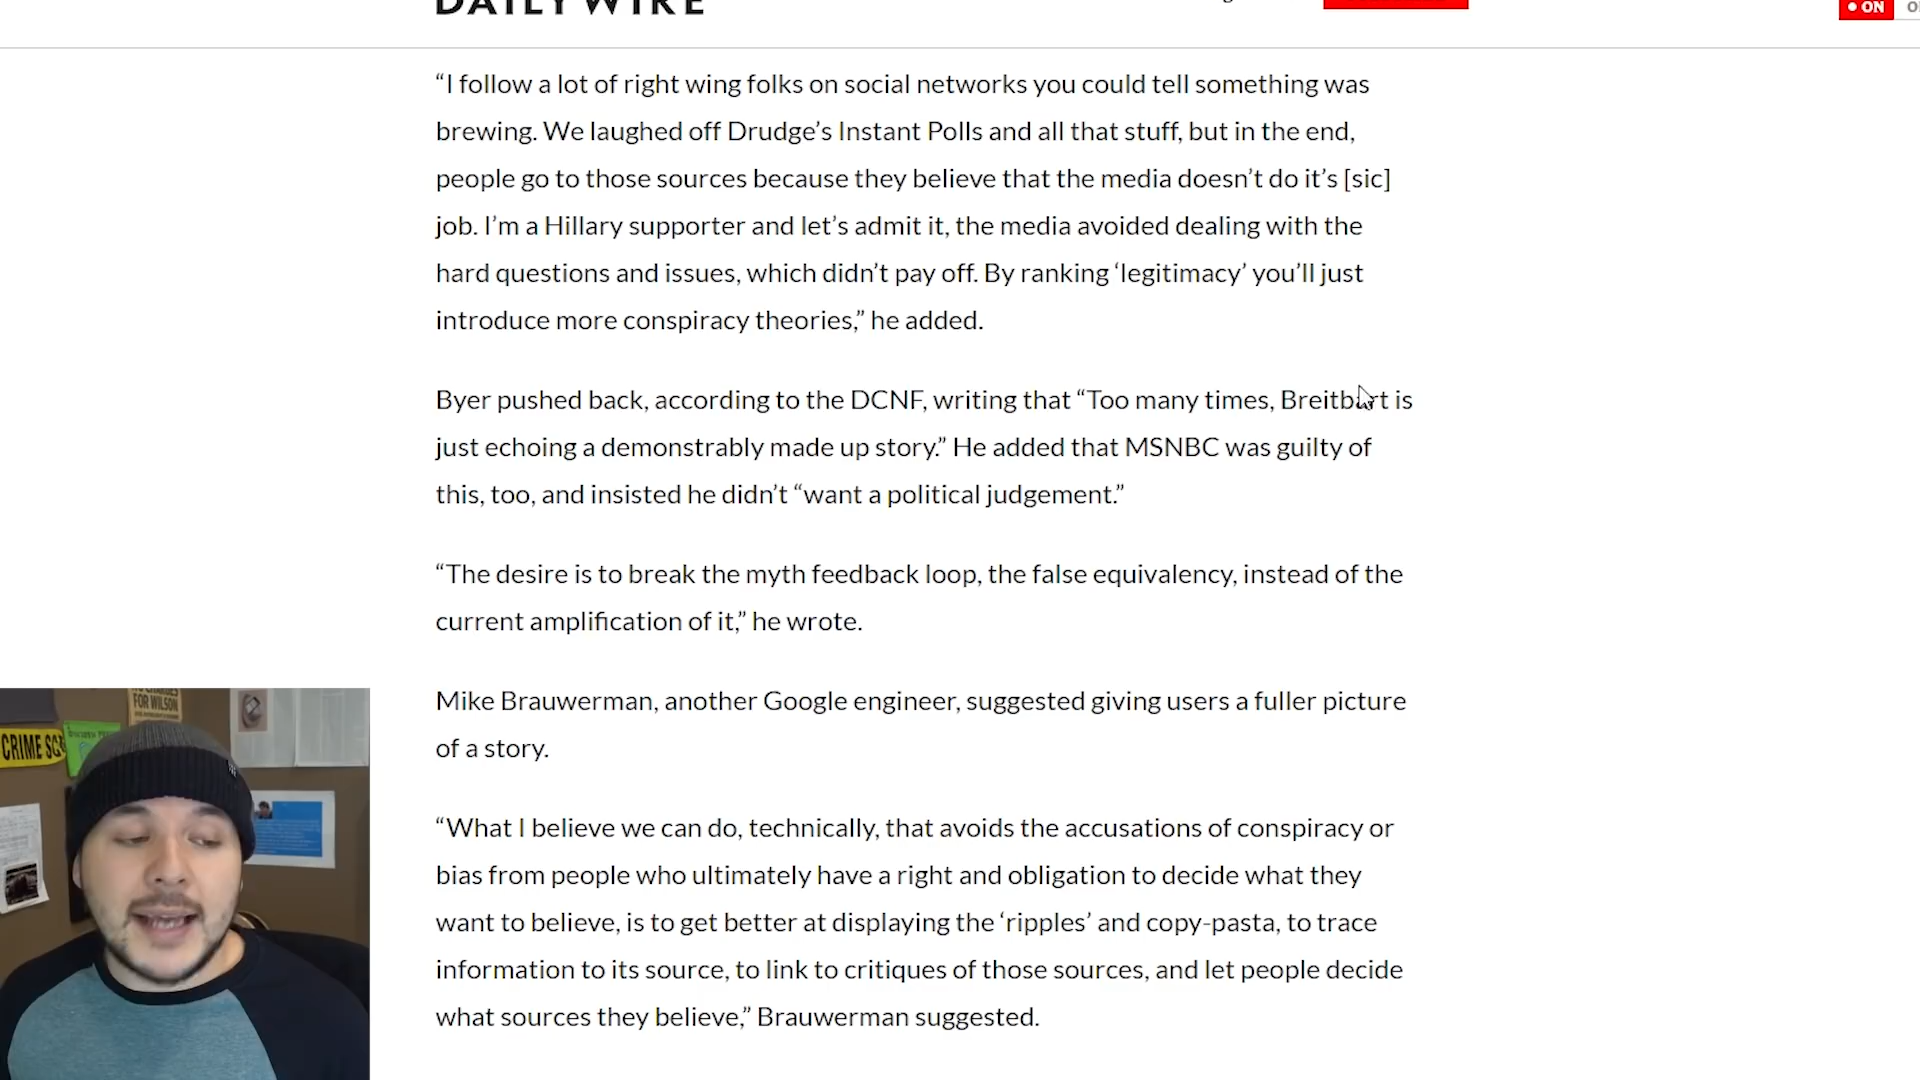 DAILY WIRE
ON
“I follow a lot of right wing folks on social networks you could tell something was
brewing. We laughed off Drudge’s Instant Polls and all that stuff, but in the end,
people go to those sources because they believe that the media doesn’t do it’s [sic]
job. I’m a Hillary supporter and let’s admit it, the media avoided dealing with the
hard questions and issues, which didn’t pay off. By ranking ‘legitimacy’ you’ll just
introduce more conspiracy theories,” he added.
Byer pushed back, according to the DCNF, writing that “Too many times, Breitbart is
just echoing a demonstrably made up story.” He added that MSNBC was guilty of
this, too, and insisted he didn’t “want a political judgement.”
“The desire is to break the myth feedback loop, the false equivalency, instead of the
current amplification of it,” he wrote.
Mike Brauwerman, another Google engineer, suggested giving users a fuller picture
of a story.
“What I believe we can do, technically, that avoids the accusations of conspiracy or
bias from people who ultimately have a right and obligation to decide what they
want to believe, is to get better at displaying the ‘ripples’ and copy-pasta, to trace
information to its source, to link to critiques of those sources, and let people decide
what sources they believe,” Brauwerman suggested.
FOR WILSON
CRIME SC